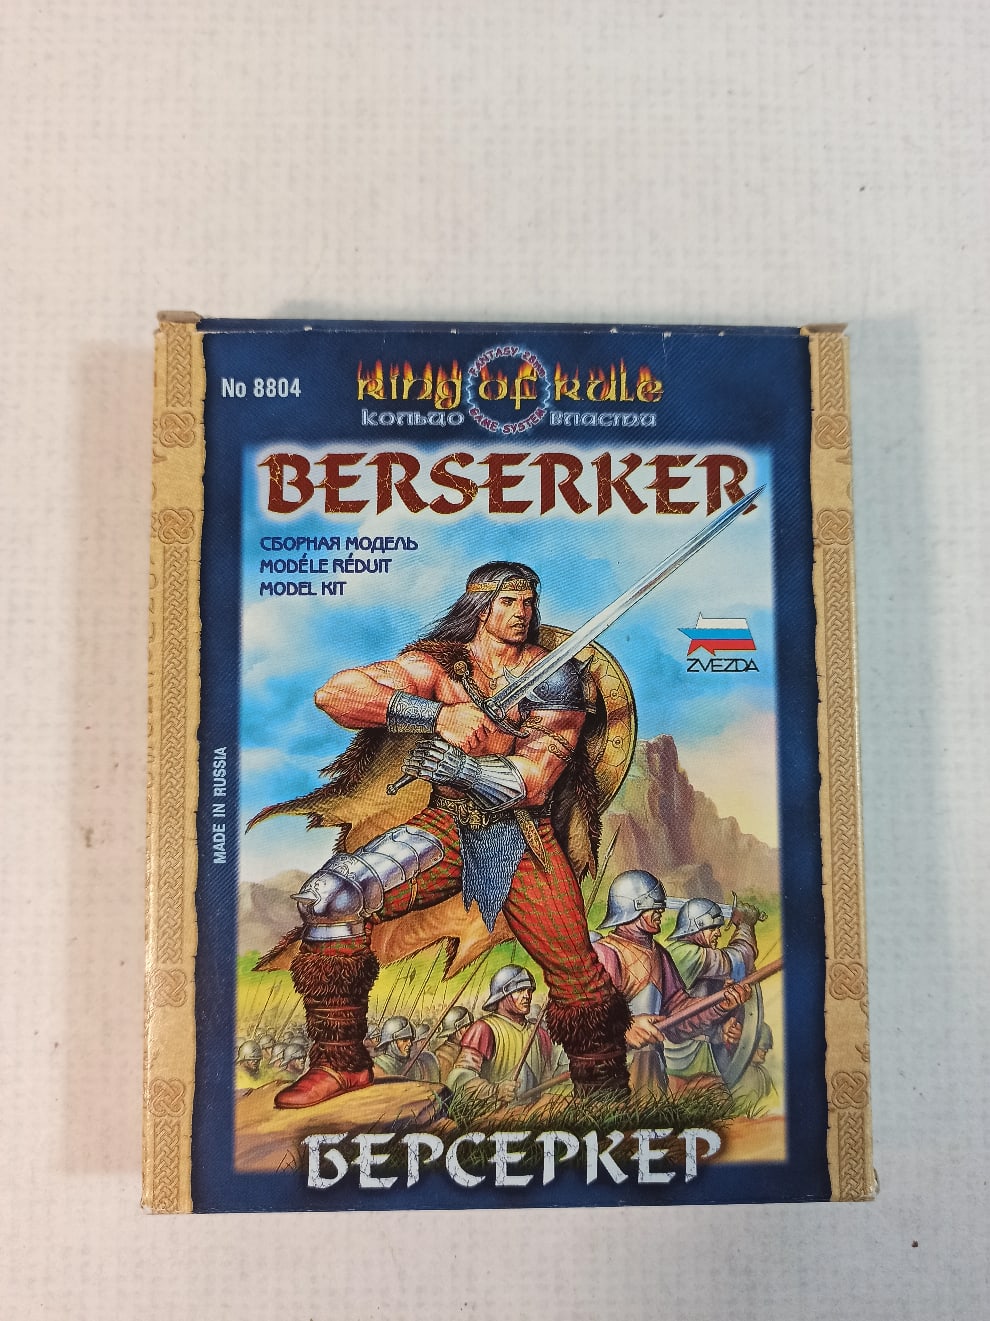 No 8804
Ring of Rule
FANTASY
GAME-SYSTEM
Кольцо Власти
BERSERKER
СБОРНАЯ МОДЕЛЬ
MODÉLE RÉDUIT
MODEL KIT
ZVEZDA
MADE IN RUSSIA
БЕРСЕРКЕР